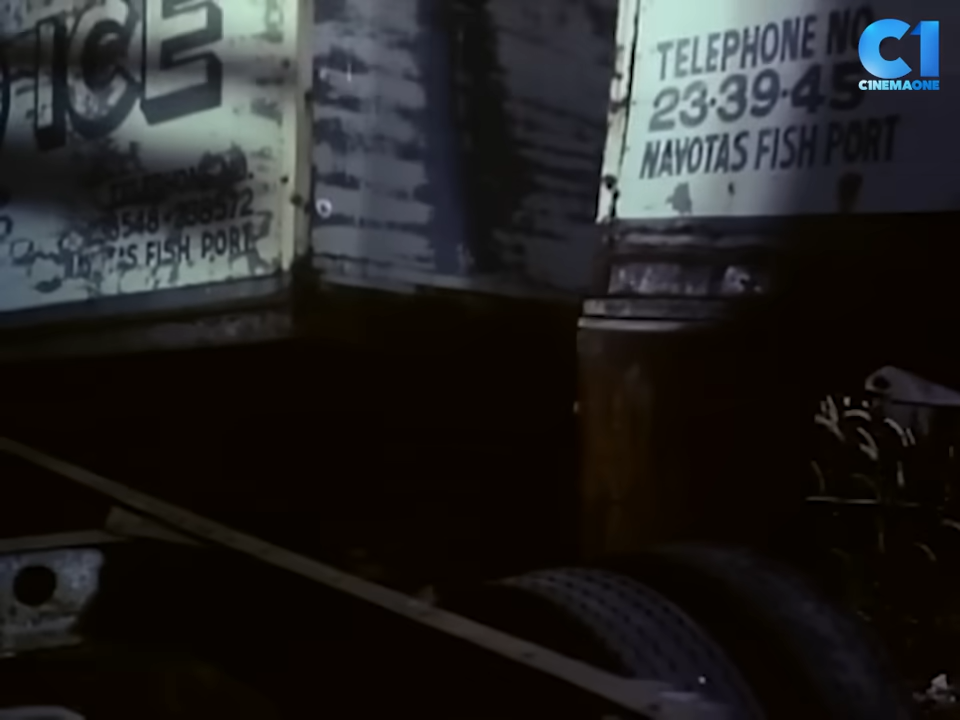 ICE
FISH PORT
TELEPHONE NO.
23-39-45
NAVOTAS FISH PORT
C1
CINEMAONE